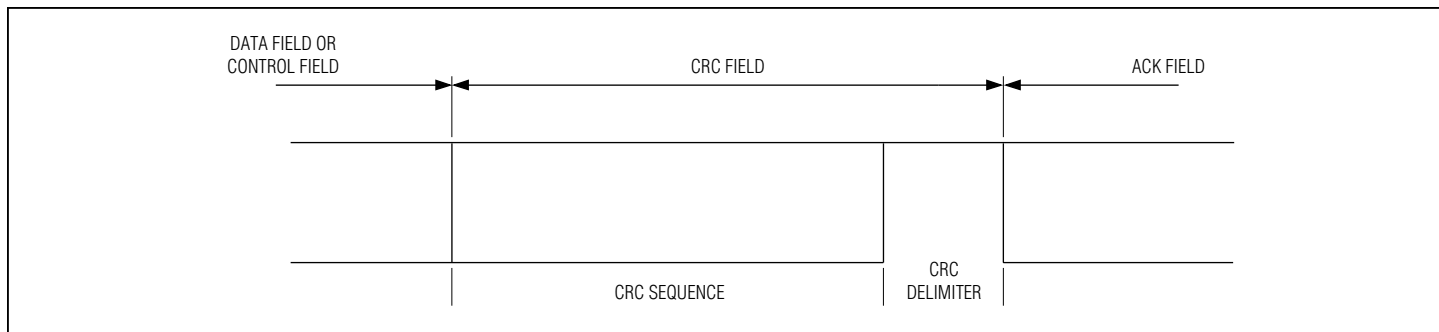 DATA FIELD OR
CONTROL FIELD
CRC FIELD
ACK FIELD
CRC SEQUENCE
CRC
DELIMITER